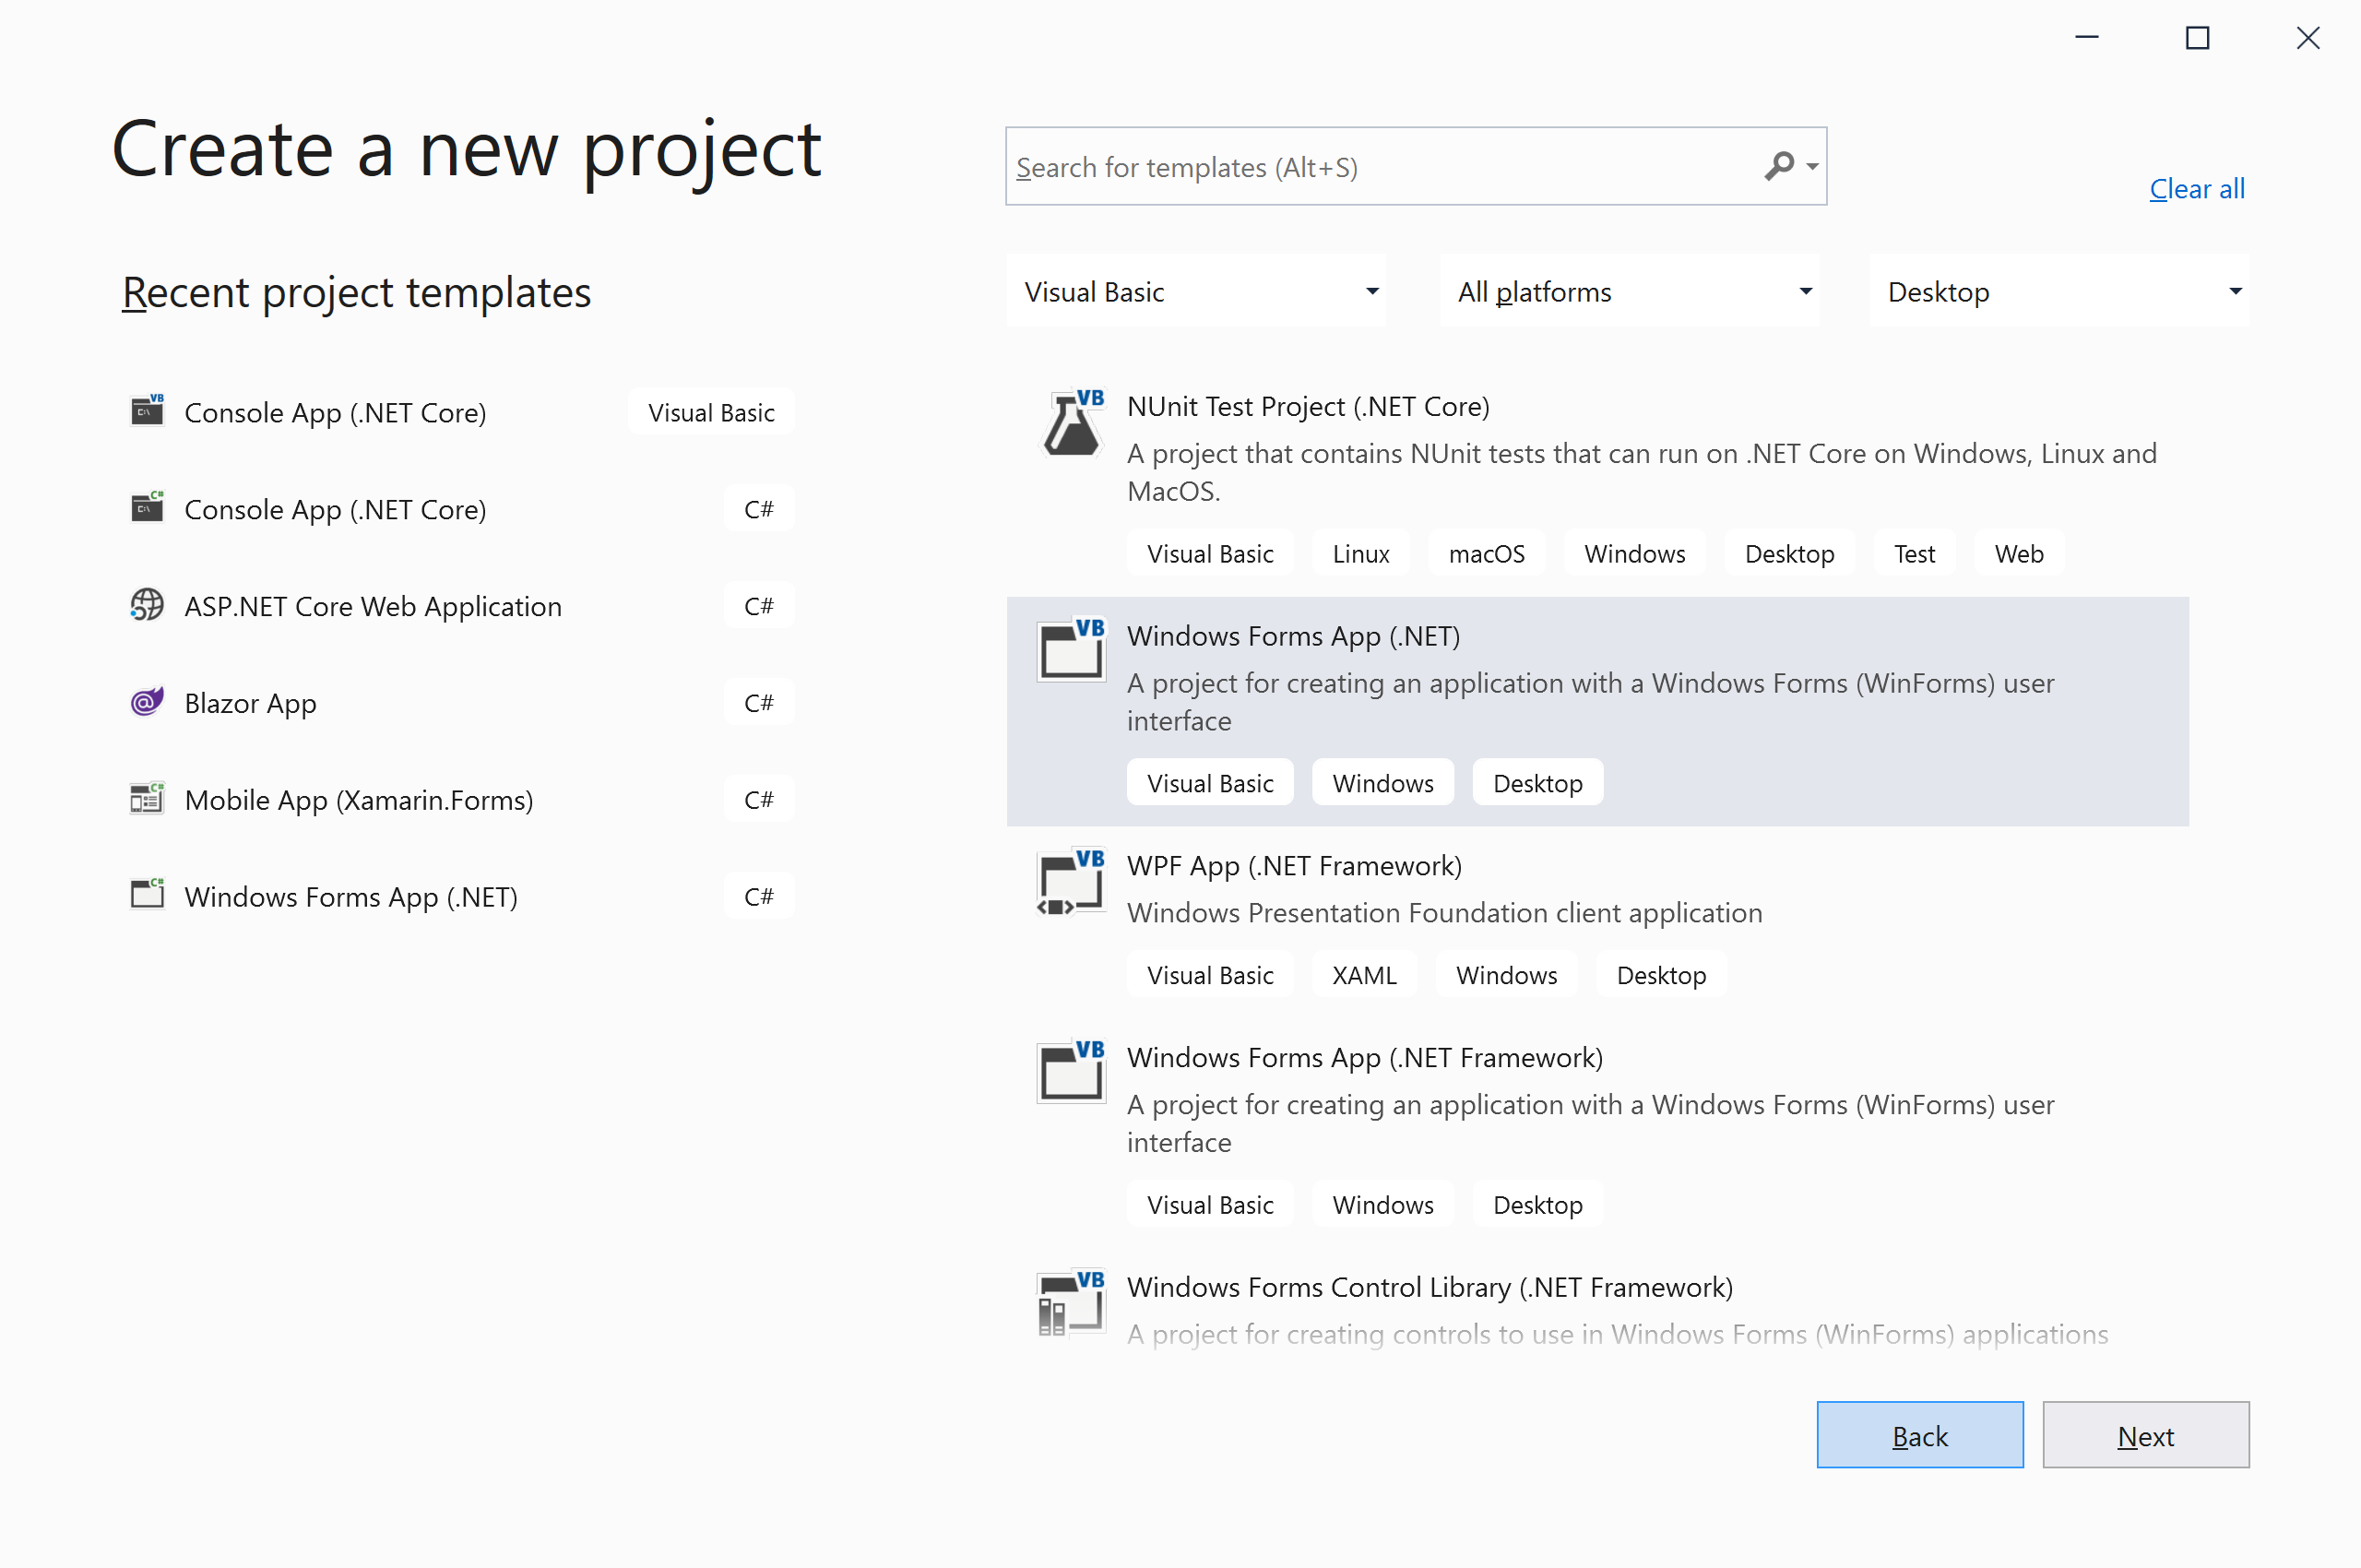 Create a new project
Search for templates (Alt+S)
Clear all
Recent project templates
Visual Basic
All platforms
Desktop
Console App (.NET Core)
Visual Basic
Console App (.NET Core)
C#
ASP.NET Core Web Application
C#
Blazor App
C#
Mobile App (Xamarin.Forms)
C#
Windows Forms App (.NET)
C#
NUnit Test Project (.NET Core)
A project that contains NUnit tests that can run on .NET Core on Windows, Linux and
MacOS.
Visual Basic Linux macOS Windows Desktop Test Web
Windows Forms App (.NET)
A project for creating an application with a Windows Forms (WinForms) user
interface
Visual Basic Windows Desktop
WPF App (.NET Framework)
Windows Presentation Foundation client application
Visual Basic XAML Windows Desktop
Windows Forms App (.NET Framework)
A project for creating an application with a Windows Forms (WinForms) user
interface
Visual Basic Windows Desktop
Windows Forms Control Library (.NET Framework)
A project for creating controls to use in Windows Forms (WinForms) applications
Back
Next